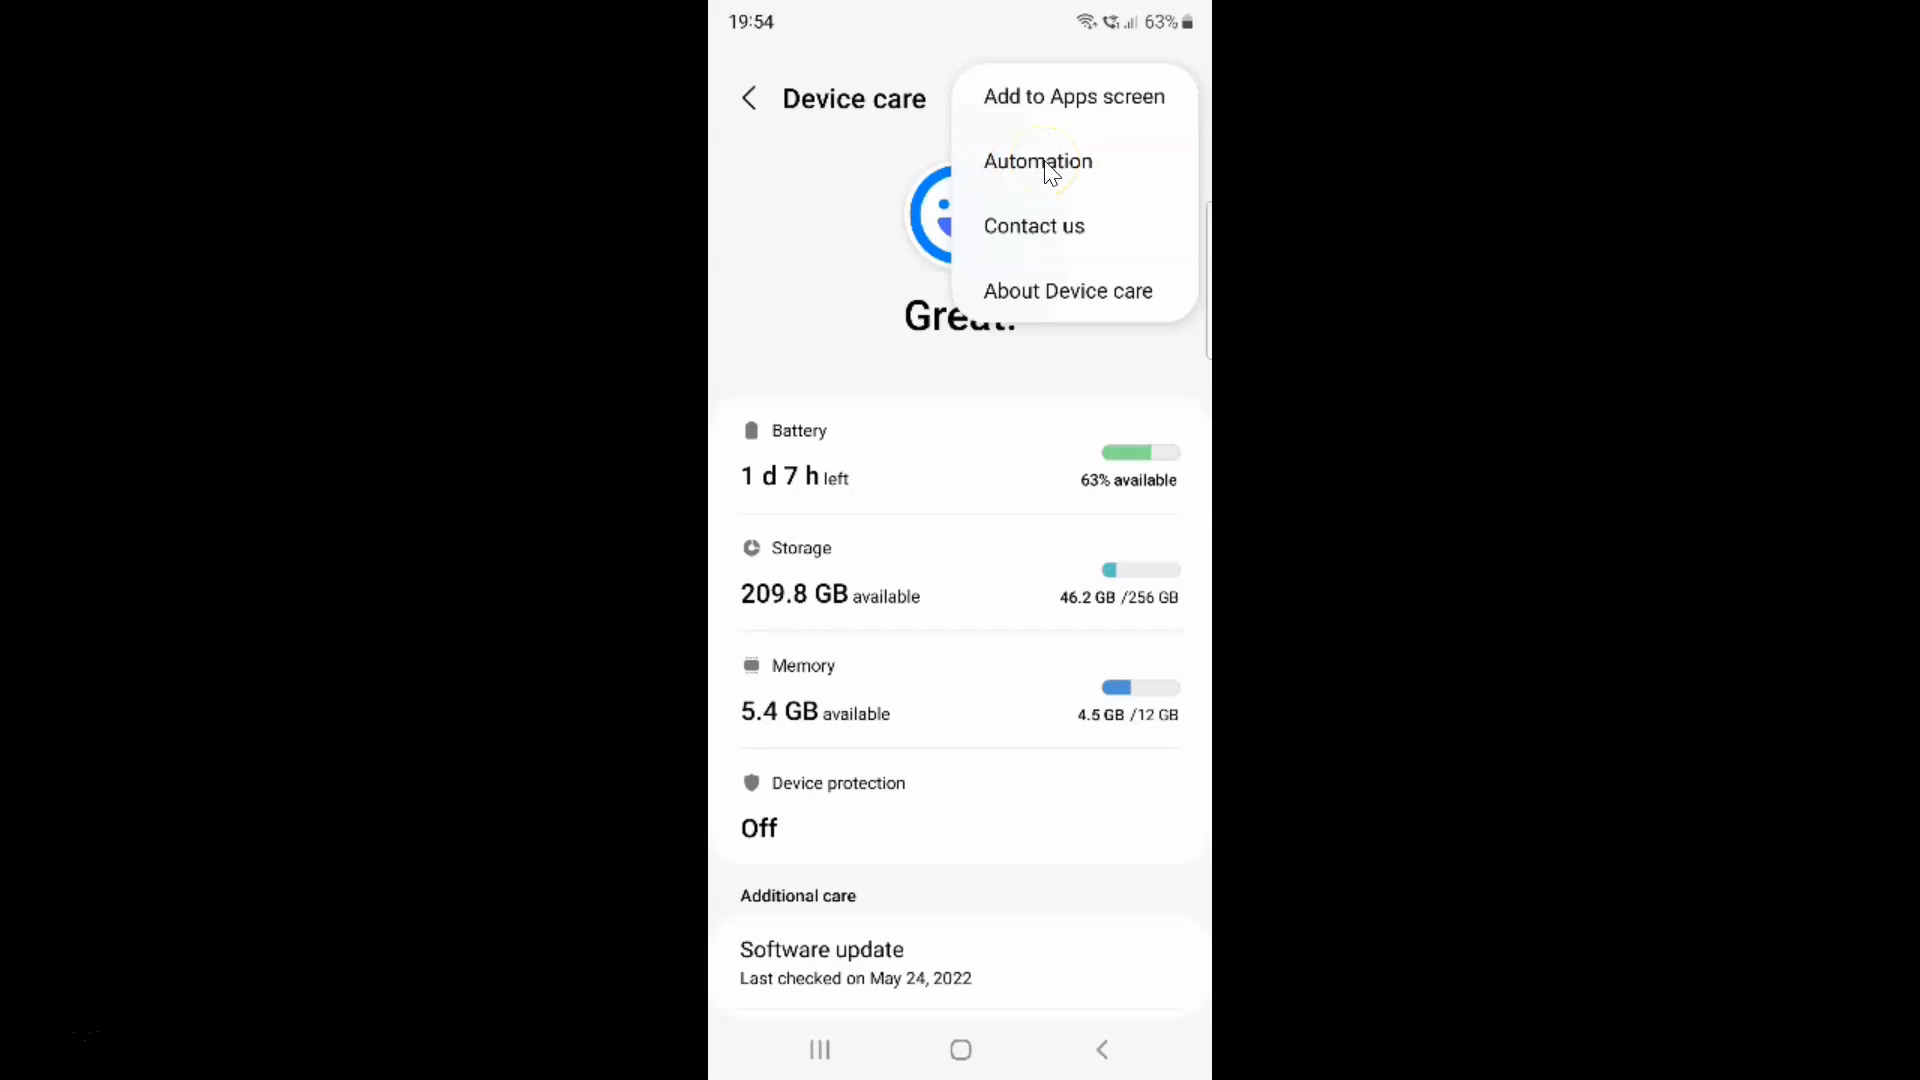 19:54
63%
Device care
Add to Apps screen
Automation
Contact us
About Device care
Great!
Battery
1 d 7 h left
63% available
Storage
209.8 GB available
46.2 GB /256 GB
Memory
5.4 GB available
4.5 GB /12 GB
Device protection
Off
Additional care
Software update
Last checked on May 24, 2022